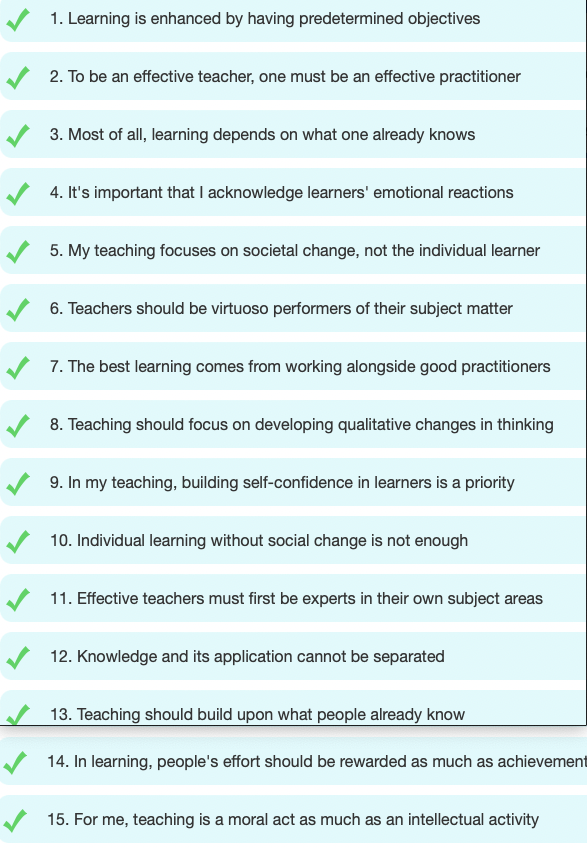 1. Learning is enhanced by having predetermined objectives
2. To be an effective teacher, one must be an effective practitioner
3. Most of all, learning depends on what one already knows
4. It's important that I acknowledge learners' emotional reactions
5. My teaching focuses on societal change, not the individual learner
6. Teachers should be virtuoso performers of their subject matter
7. The best learning comes from working alongside good practitioners
8. Teaching should focus on developing qualitative changes in thinking
9. In my teaching, building self-confidence in learners is a priority
10. Individual learning without social change is not enough
11. Effective teachers must first be experts in their own subject areas
12. Knowledge and its application cannot be separated
13. Teaching should build upon what people already know
14. In learning, people's effort should be rewarded as much as achievement
15. For me, teaching is a moral act as much as an intellectual activity